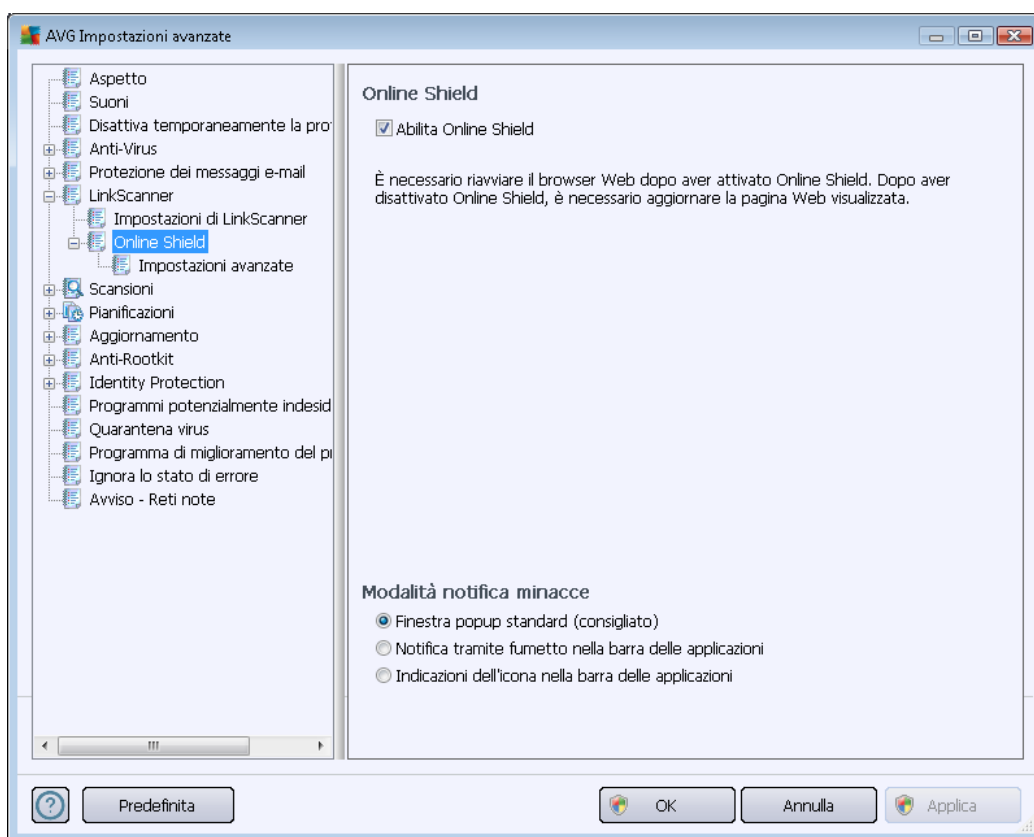 AVG Impostazioni avanzate
Aspetto
Suoni
Disattiva temporaneamente la pro
Anti-Virus
Protezione dei messaggi e-mail
LinkScanner
Impostazioni di LinkScanner
Online Shield
Impostazioni avanzate
Scansioni
Pianificazioni
Aggiornamento
Anti-Rootkit
Identity Protection
Programmi potenzialmente indesid
Quarantena virus
Programma di miglioramento del pr
Ignora lo stato di errore
Avviso - Reti note
Online Shield
Abilita Online Shield
È necessario riavviare il browser Web dopo aver attivato Online Shield. Dopo aver
disattivato Online Shield, è necessario aggiornare la pagina Web visualizzata.
Modalità notifica minacce
Finestra popup standard (consigliato)
Notifica tramite fumetto nella barra delle applicazioni
Indicazioni dell'icona nella barra delle applicazioni
Predefinita
OK
Annulla
Applica